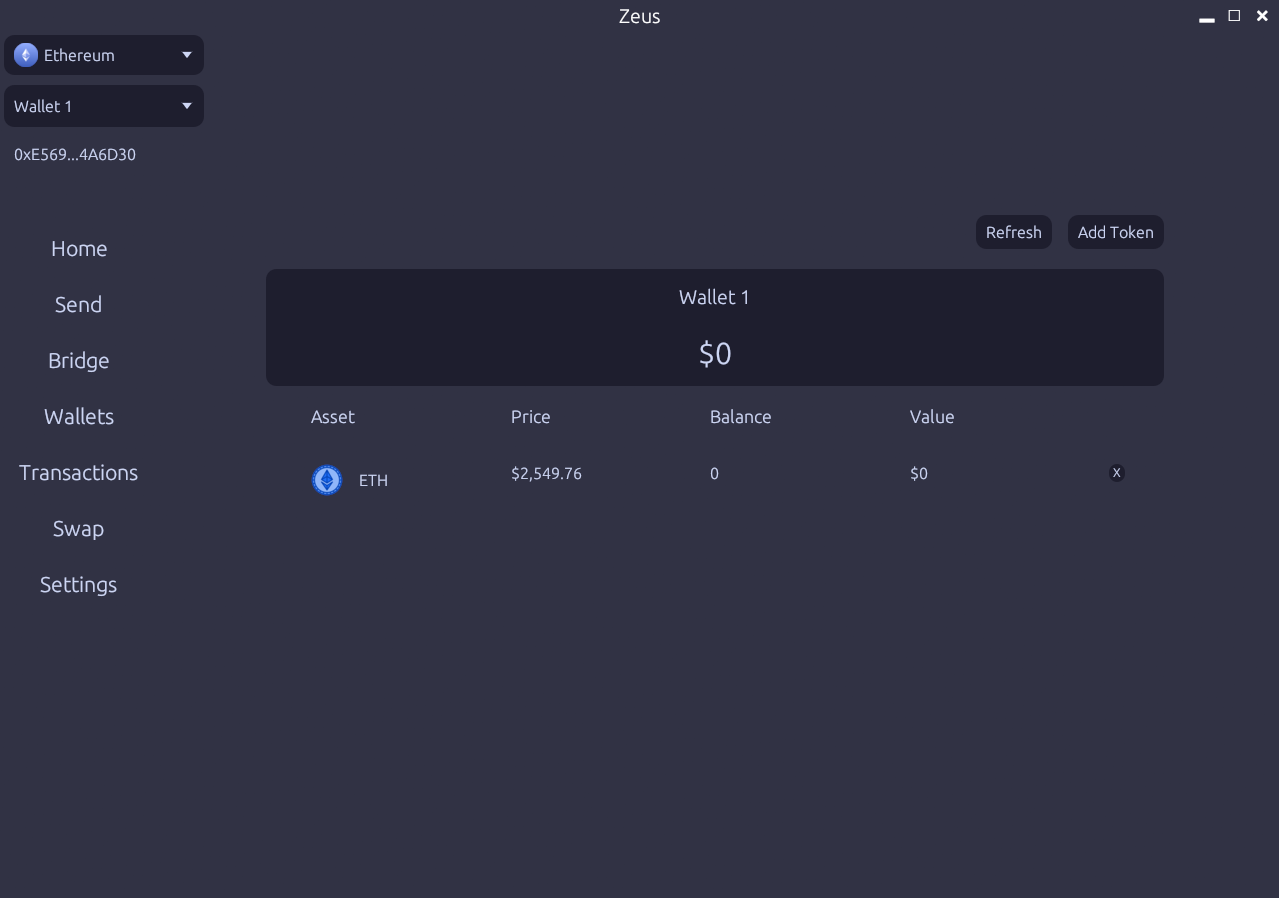 Zeus
Ethereum
Wallet 1
0xE569...4A6D30
Home
Send
Bridge
Wallets
Transactions
Swap
Settings
Refresh Add Token
Wallet 1
$0
Asset Price Balance Value
ETH $2,549.76 0 $0 X